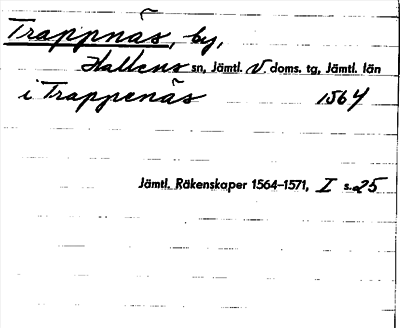 Trappnäs, by,
Hallens sn, Jämtl. V. doms. tg, Jämtl. län
i Trappenäs 1564
Jämtl. Räkenskaper 1564–1571, I s. 25